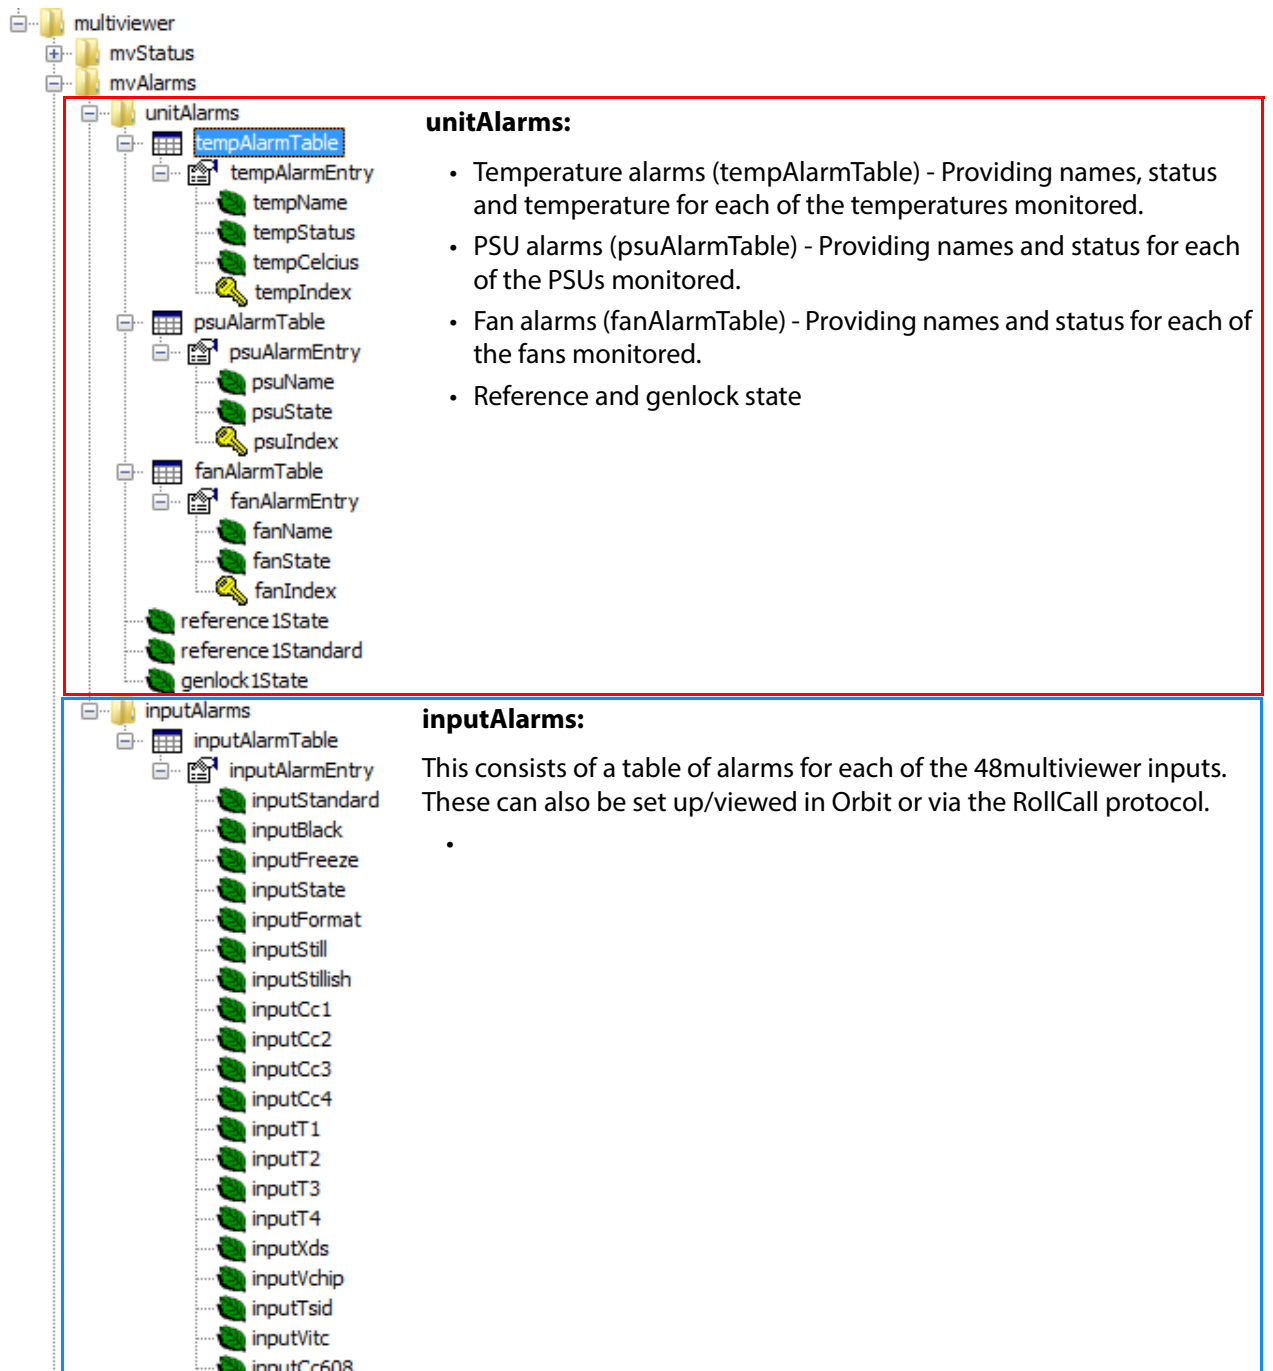 multiviewer
mvStatus
mvAlarms
unitAlarms
tempAlarmTable
tempAlarmEntry
tempName
tempStatus
tempCelcius
tempIndex
psuAlarmTable
psuAlarmEntry
psuName
psuState
psuIndex
fanAlarmTable
fanAlarmEntry
fanName
fanState
fanIndex
reference1State
reference1Standard
genlock1State
unitAlarms:
• Temperature alarms (tempAlarmTable) - Providing names, status
and temperature for each of the temperatures monitored.
• PSU alarms (psuAlarmTable) - Providing names and status for each
of the PSUs monitored.
• Fan alarms (fanAlarmTable) - Providing names and status for each of
the fans monitored.
• Reference and genlock state
inputAlarms
inputAlarmTable
inputAlarmEntry
inputStandard
inputBlack
inputFreeze
inputState
inputFormat
inputStill
inputStillish
inputCc1
inputCc2
inputCc3
inputCc4
inputT1
inputT2
inputT3
inputT4
inputXds
inputVchip
inputTsid
inputVitc
inputCc608
inputAlarms:
This consists of a table of alarms for each of the 48multiviewer inputs.
These can also be set up/viewed in Orbit or via the RollCall protocol.
•